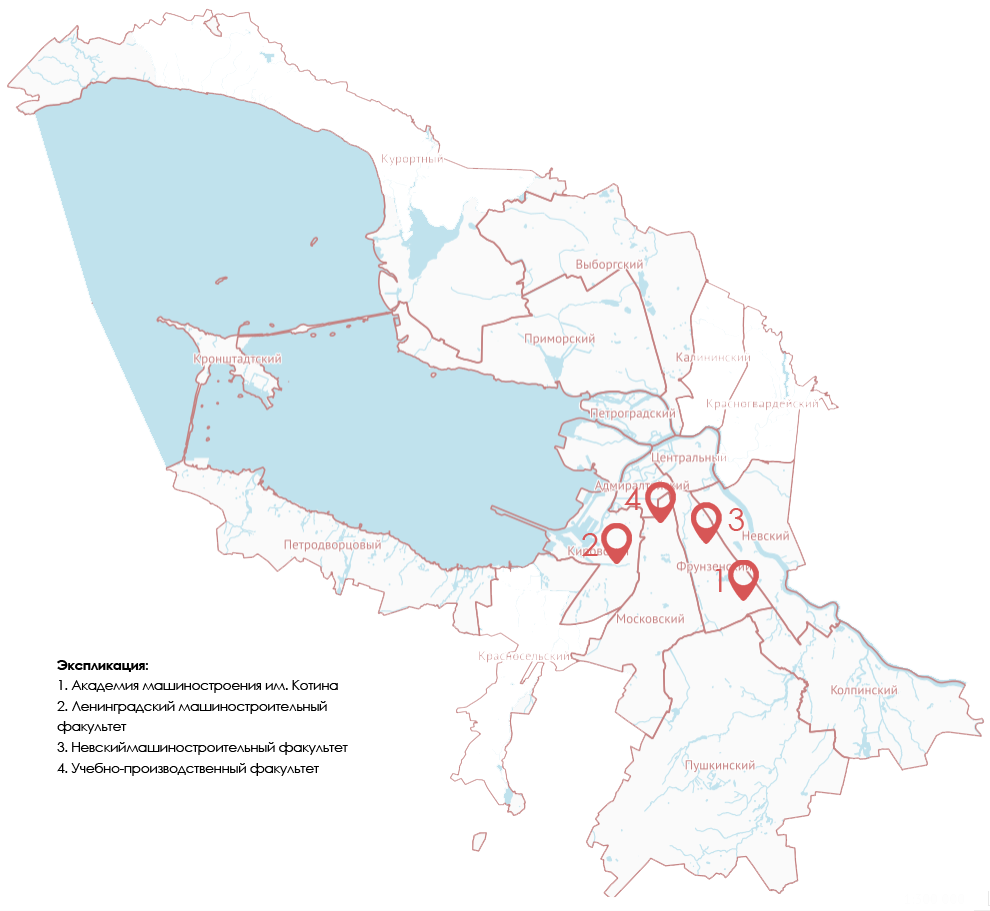 Курортный
Выборгский
Приморский
Кронштадтский
Калининский
Красногвардейский
Петроградский
Центральный
Адмиралтейский
4
3
Невский
2
Кировский
Петродворцовый
Фрунзенский
1
Московский
Красносельский
Колпинский
Пушкинский
Экспликация:
1. Академия машиностроения им. Котина
2. Ленинградский машиностроительный
факультет
3. Невскиймашиностроительный факультет
4. Учебно-производственный факультет